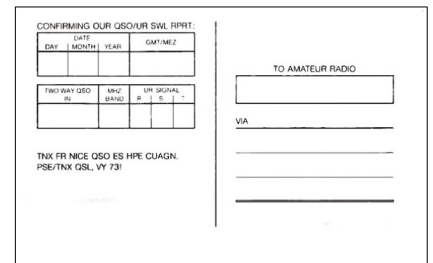 CONFIRMING OUR QSO/UR SWL RPRT:
DATE
GMT/MEZ
DAY MONTH YEAR
TWO WAY QSO IN
MHZ BAND
UR SIGNAL
R S T
TNX FR NICE QSO ES HPE CUAGN.
PSE/TNX QSL, VY 73!
TO AMATEUR RADIO
VIA